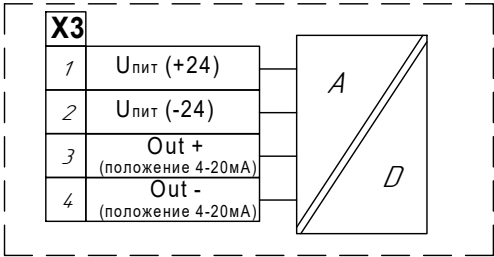 X3
1 Uпит (+24)
2 Uпит (-24)
3 Out +
(положение 4-20мА)
4 Out -
(положение 4-20мА)
A
D